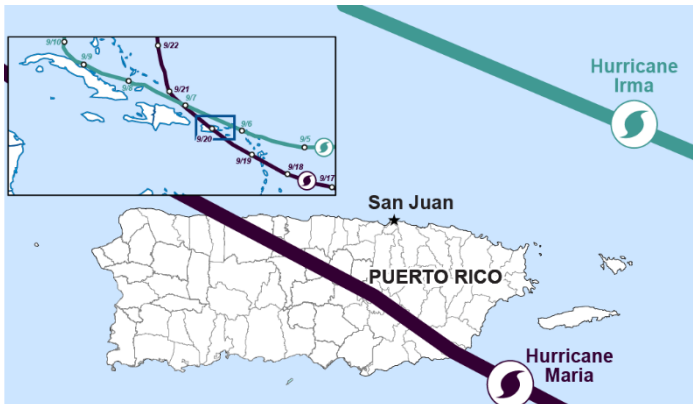 9/10
9/9
9/8
9/7
9/6
9/5
9/22
9/21
9/20
9/19
9/18
9/17
Hurricane
Irma
San Juan
PUERTO RICO
Hurricane
Maria